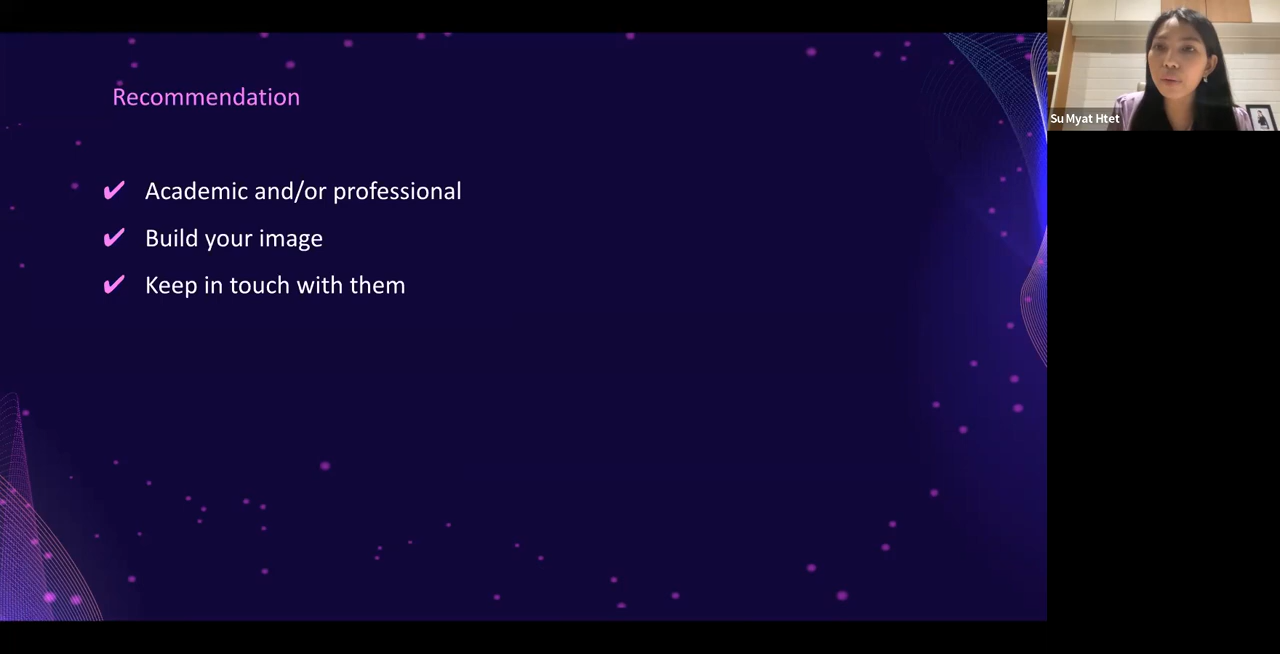 Recommendation
✔ Academic and/or professional
✔ Build your image
✔ Keep in touch with them
Su Myat Htet